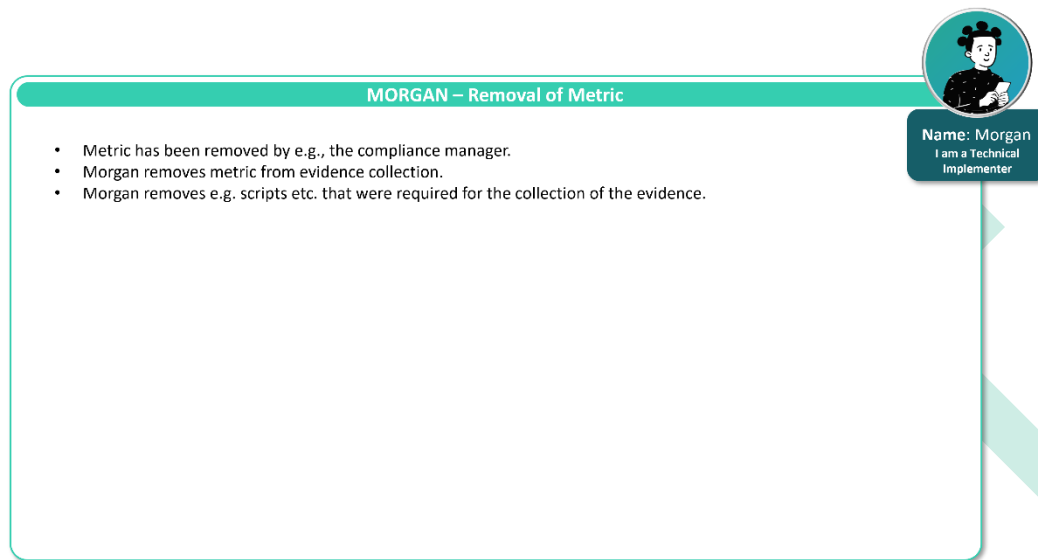 MORGAN – Removal of Metric
Name: Morgan
I am a Technical
Implementer
• Metric has been removed by e.g., the compliance manager.
• Morgan removes metric from evidence collection.
• Morgan removes e.g. scripts etc. that were required for the collection of the evidence.